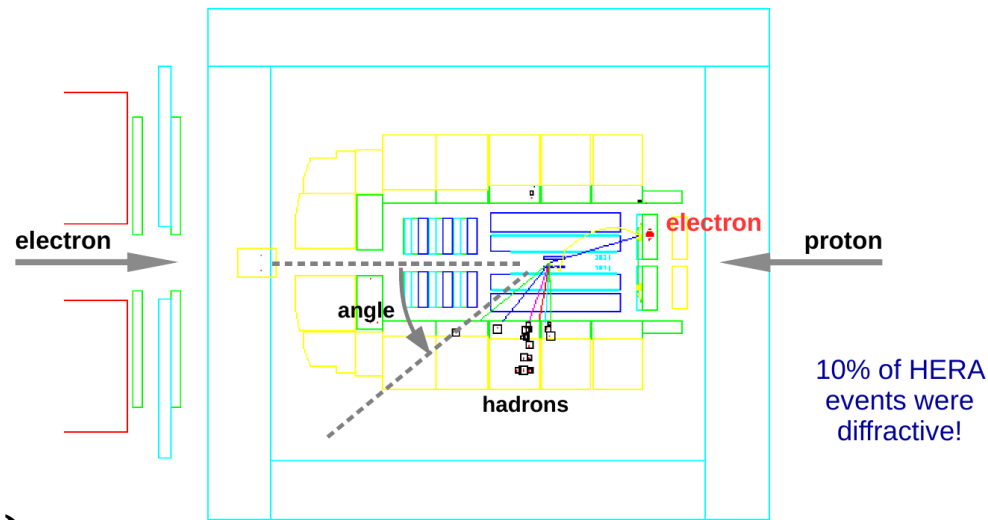 electron
electron
proton
angle
hadrons
10% of HERA
events were
diffractive!